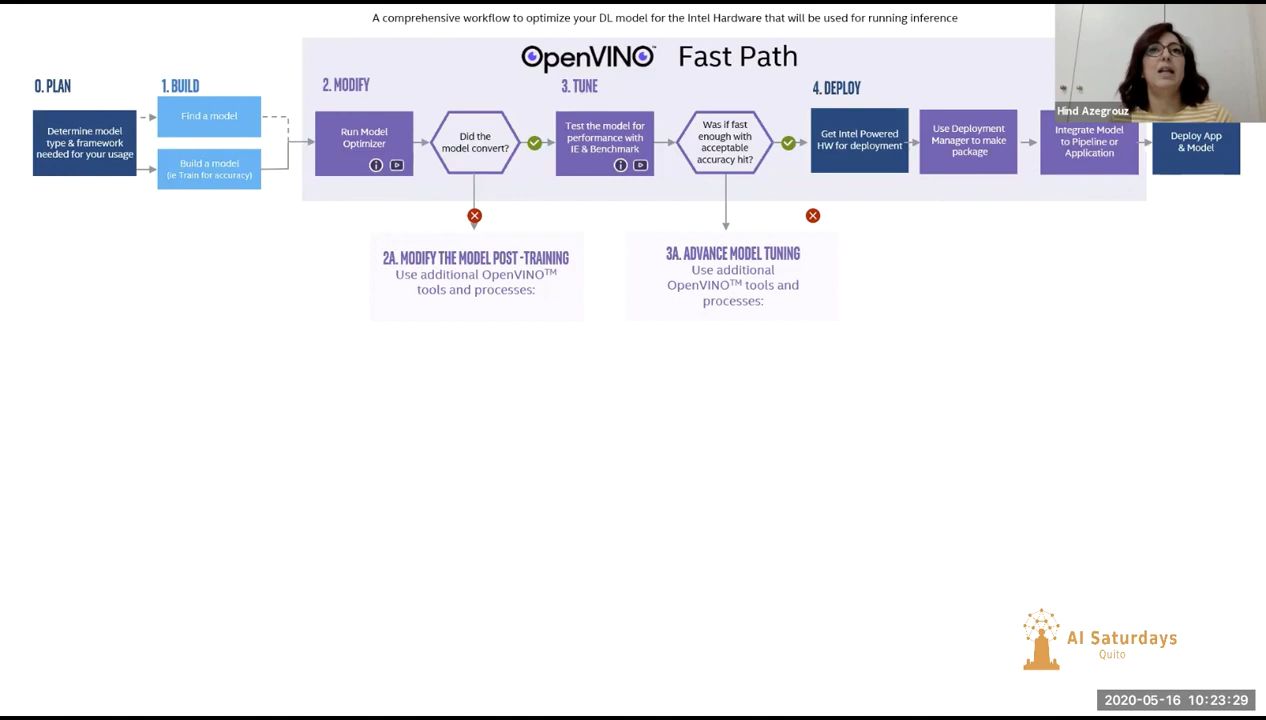 A comprehensive workflow to optimize your DL model for the Intel Hardware that will be used for running inference
OpenVINO™ Fast Path
0. PLAN
1. BUILD
2. MODIFY
3. TUNE
4. DEPLOY
Determine model
type & framework
needed for your usage
Find a model
Build a model
(ie Train for accuracy)
Run Model
Optimizer
Did the
model convert?
Test the model for
performance with
IE & Benchmark
Was if fast
enough with
acceptable
accuracy hit?
Get Intel Powered
HW for deployment
Use Deployment
Manager to make
package
Hind Azegrouz
Integrate Model
to Pipeline or
Application
Deploy App
& Model
2A. MODIFY THE MODEL POST-TRAINING
Use additional OpenVINO™
tools and processes:
3A. ADVANCE MODEL TUNING
Use additional
OpenVINO™ tools and
processes:
AI Saturdays
Quito
2020-05-16 10:23:29